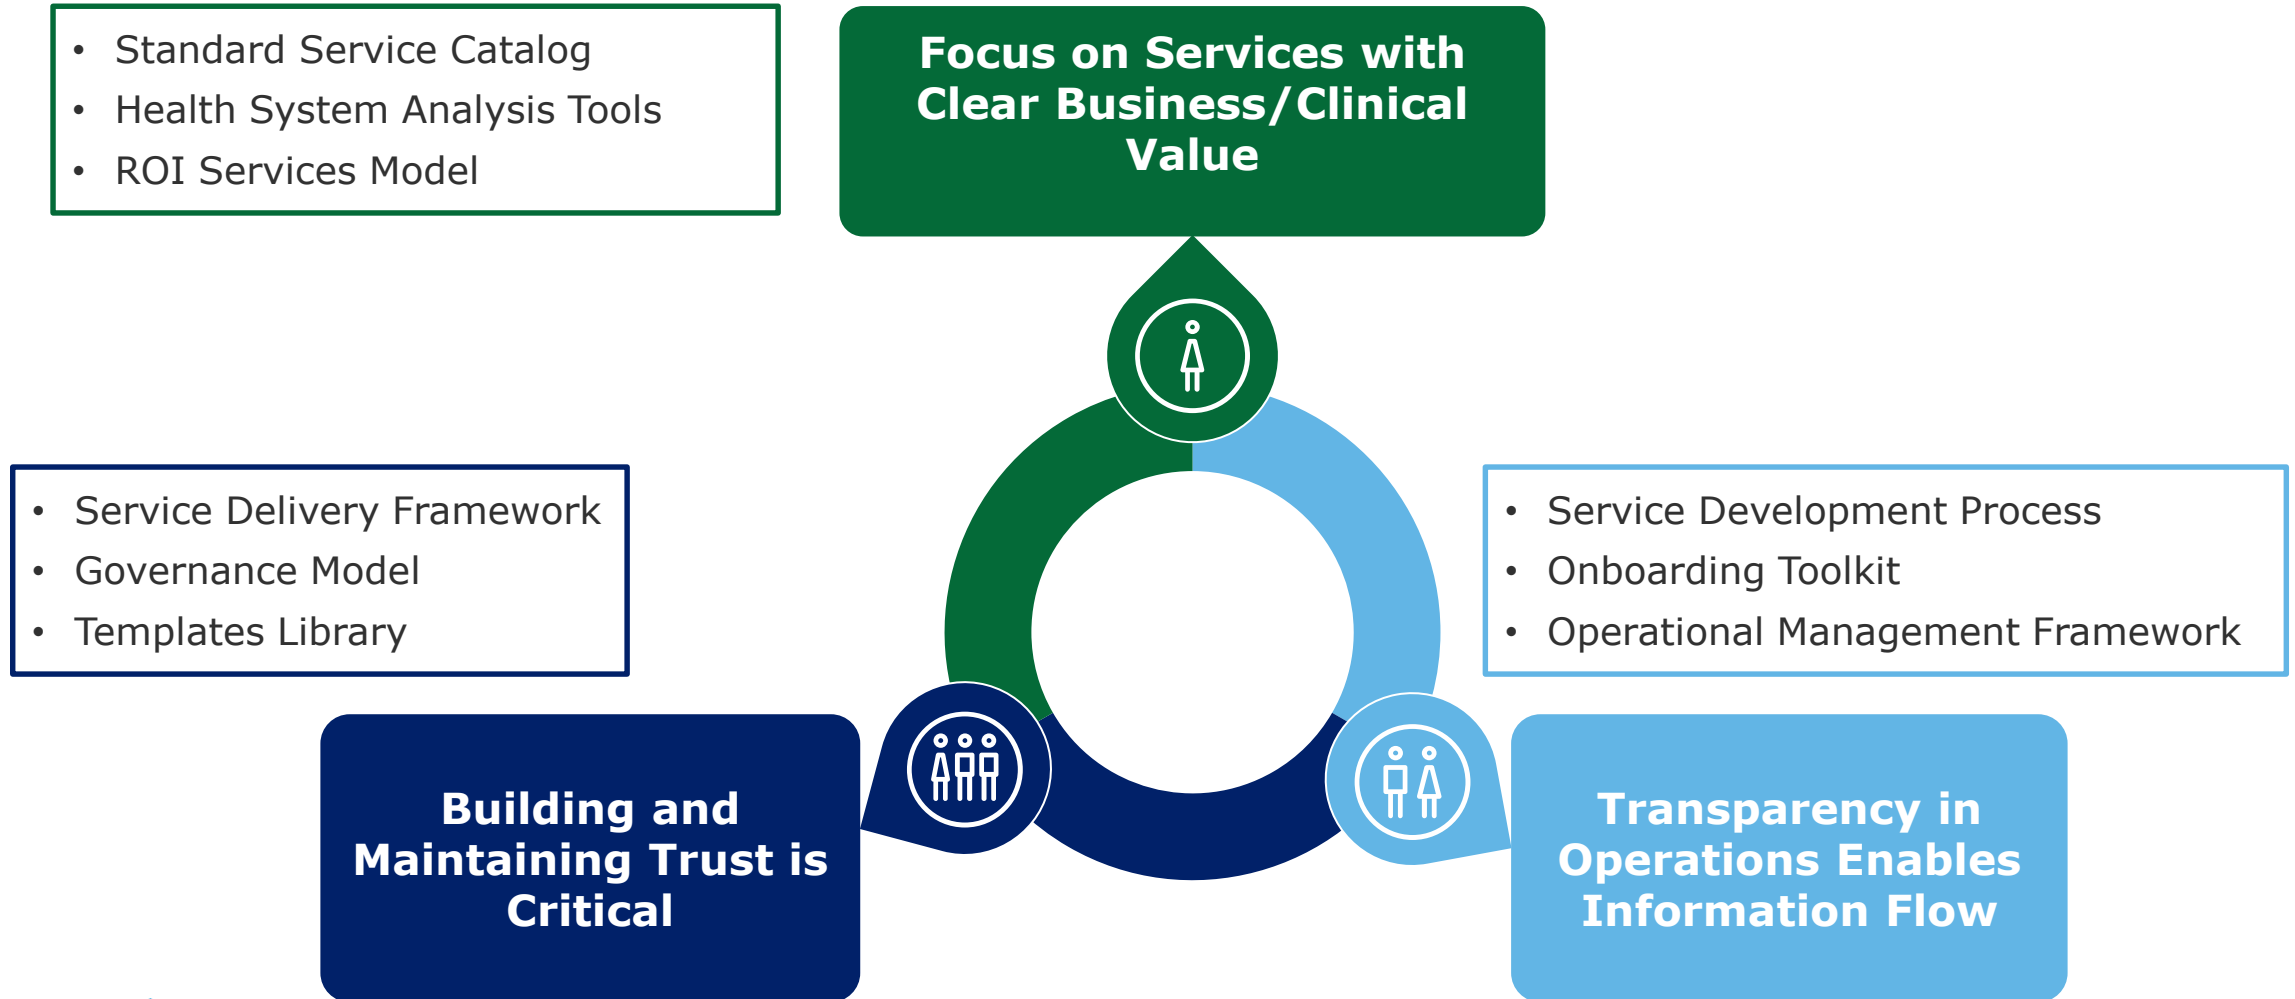 • Standard Service Catalog
• Health System Analysis Tools
• ROI Services Model
Focus on Services with
Clear Business/Clinical
Value
• Service Delivery Framework
• Governance Model
• Templates Library
• Service Development Process
• Onboarding Toolkit
• Operational Management Framework
Building and
Maintaining Trust is
Critical
Transparency in
Operations Enables
Information Flow